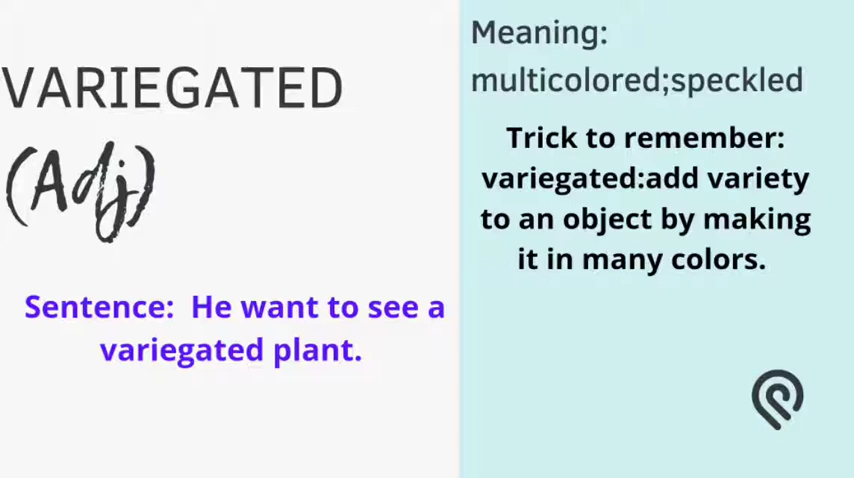 VARIEGATED
(Adj)
Sentence: He want to see a
variegated plant.
Meaning:
multicolored;speckled
Trick to remember:
variegated:add variety
to an object by making
it in many colors.